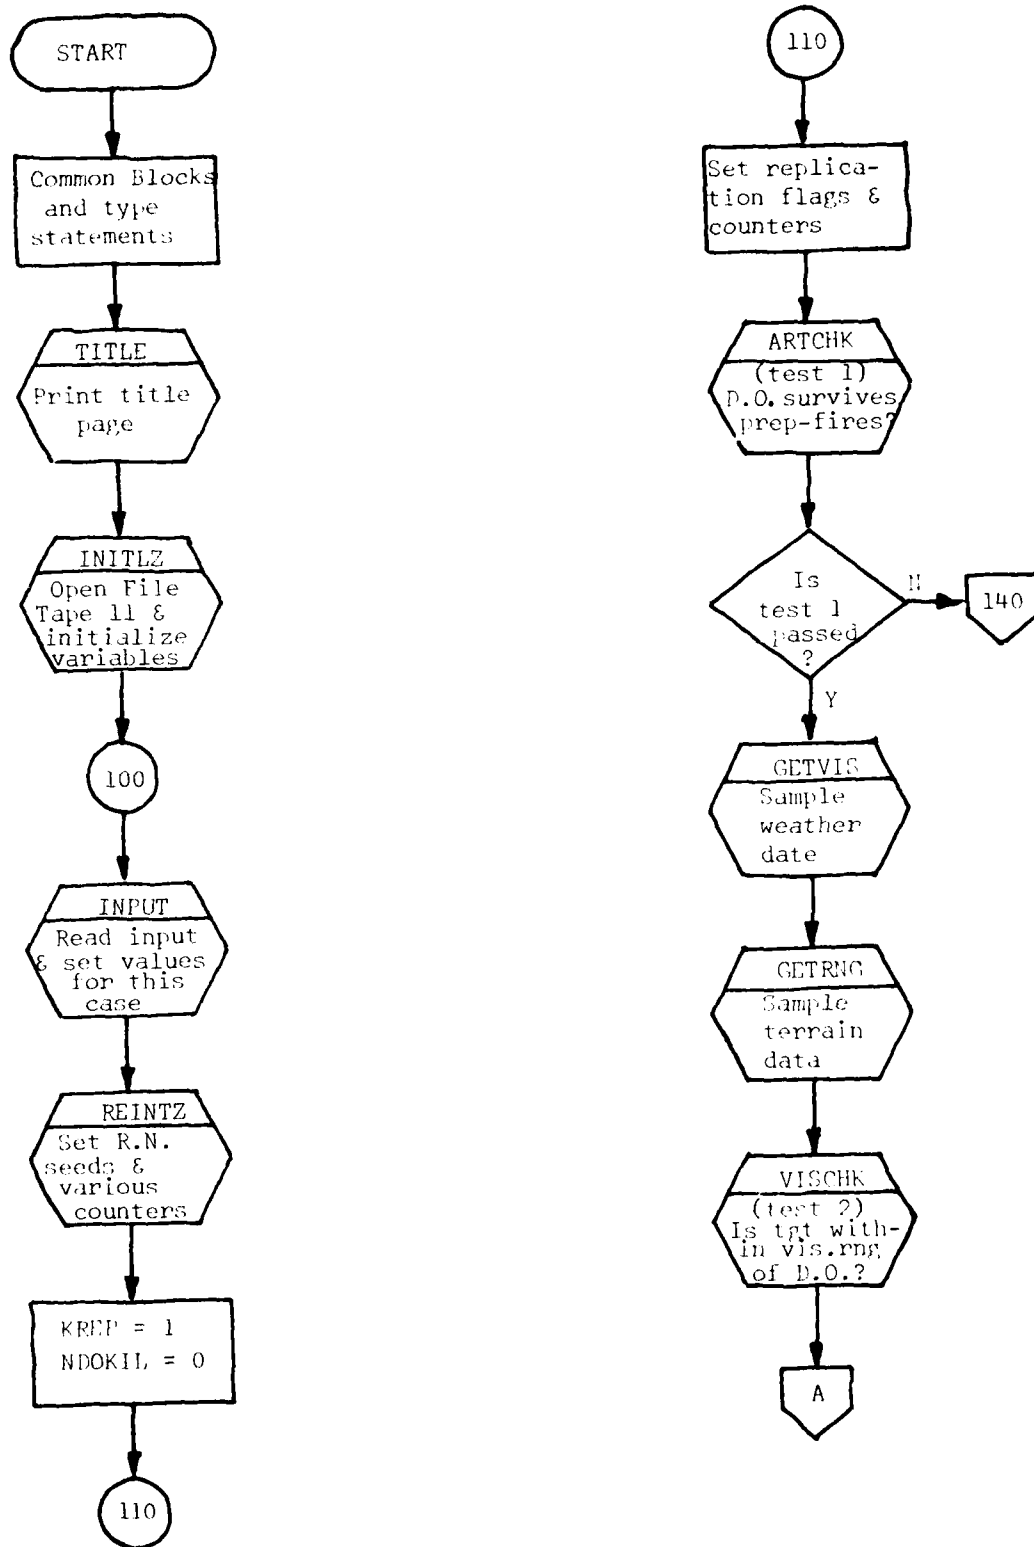 START
Common Blocks
and type
statements
TITLE
Print title
page
INITLZ
Open File
Tape 11 &
initialize
variables
100
INPUT
Read input
& set values
for this
case
REINTZ
Set R.N.
seeds &
various
counters
KREP = 1
NDOKIL = 0
110
110
Set replica-
tion flags &
counters
ARTCHK
(test 1)
D.O. survives
prep-fires?
Is
test 1
passed
?
N
140
Y
GETVIS
Sample
weather
date
GETRNG
Sample
terrain
data
VISCHK
(test 2)
Is tgt with-
in vis.rng
of D.O.?
A